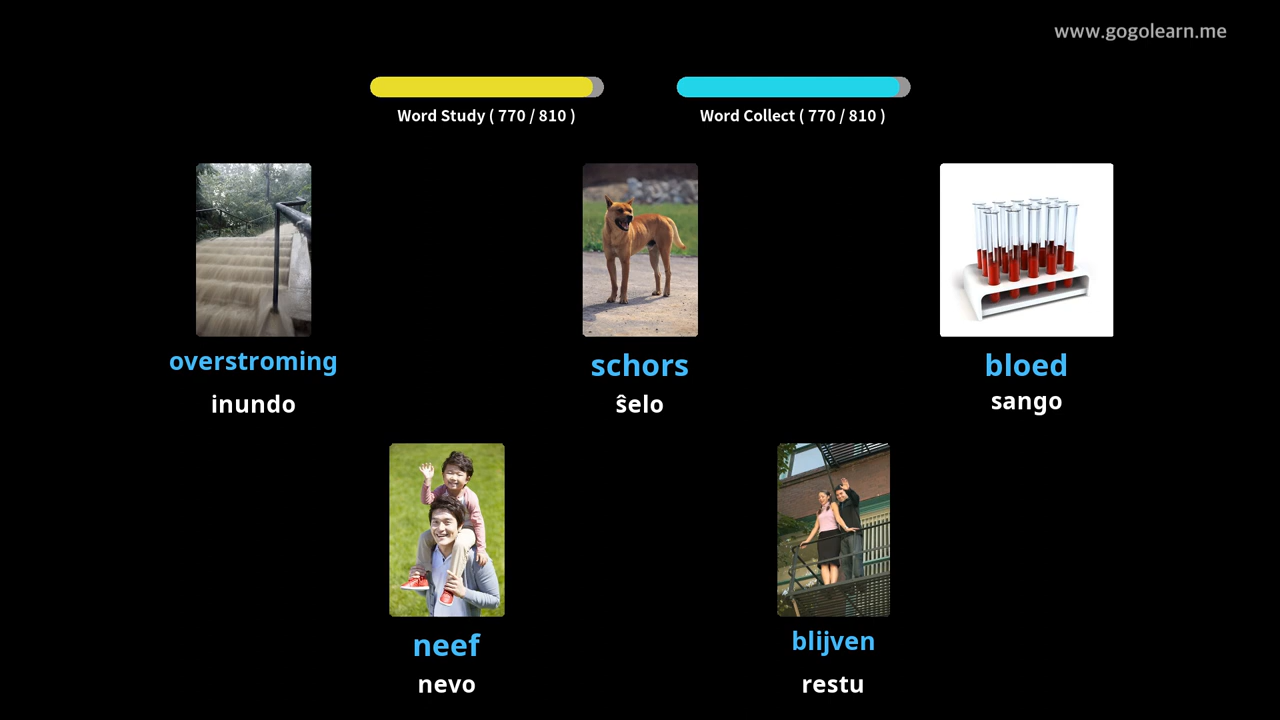 www.gogolearn.me
Word Study ( 770 / 810 )
Word Collect ( 770 / 810 )
overstroming
inundo
schors
ŝelo
bloed
sango
neef
nevo
blijven
restu